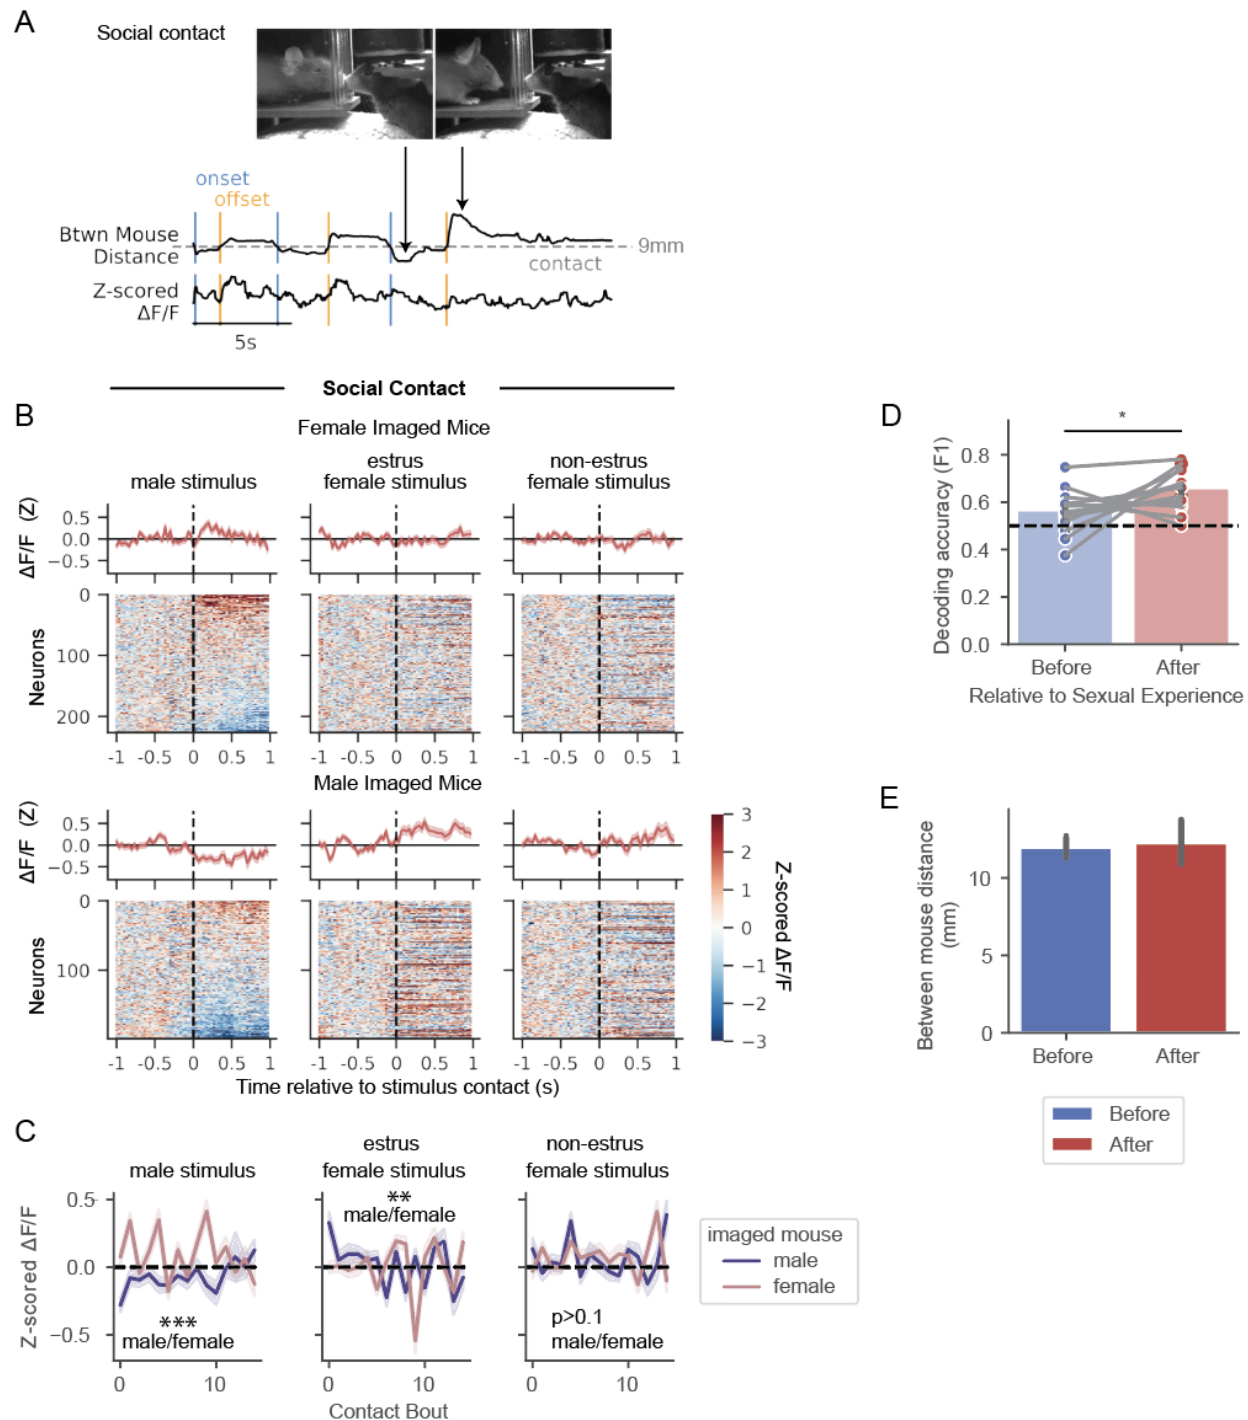 A
Social contact
onset
offset
Btwn Mouse
Distance
9mm
contact
Z-scored
ΔF/F
5s
Social Contact
B
Female Imaged Mice
male stimulus
estrus
female stimulus
non-estrus
female stimulus
ΔF/F (Z)
0.5
0.0
−0.5
Neurons
0
100
200
-1 -0.5 0 0.5 1
-1 -0.5 0 0.5 1
-1 -0.5 0 0.5 1
Male Imaged Mice
ΔF/F (Z)
0.5
0.0
−0.5
Neurons
0
100
-1 -0.5 0 0.5 1
-1 -0.5 0 0.5 1
-1 -0.5 0 0.5 1
Time relative to stimulus contact (s)
3
2
1
0
−1
−2
−3
Z-scored ΔF/F
C
male stimulus
estrus
female stimulus
non-estrus
female stimulus
Z-scored ΔF/F
0.5
0.0
−0.5
***
male/female
**
male/female
p>0.1
male/female
0 10
0 10
0 10
Contact Bout
imaged mouse
male
female
D
*
Decoding accuracy (F1)
0.8
0.6
0.4
0.2
0.0
Before After
Relative to Sexual Experience
E
Between mouse distance
(mm)
10
5
0
Before After
Before
After